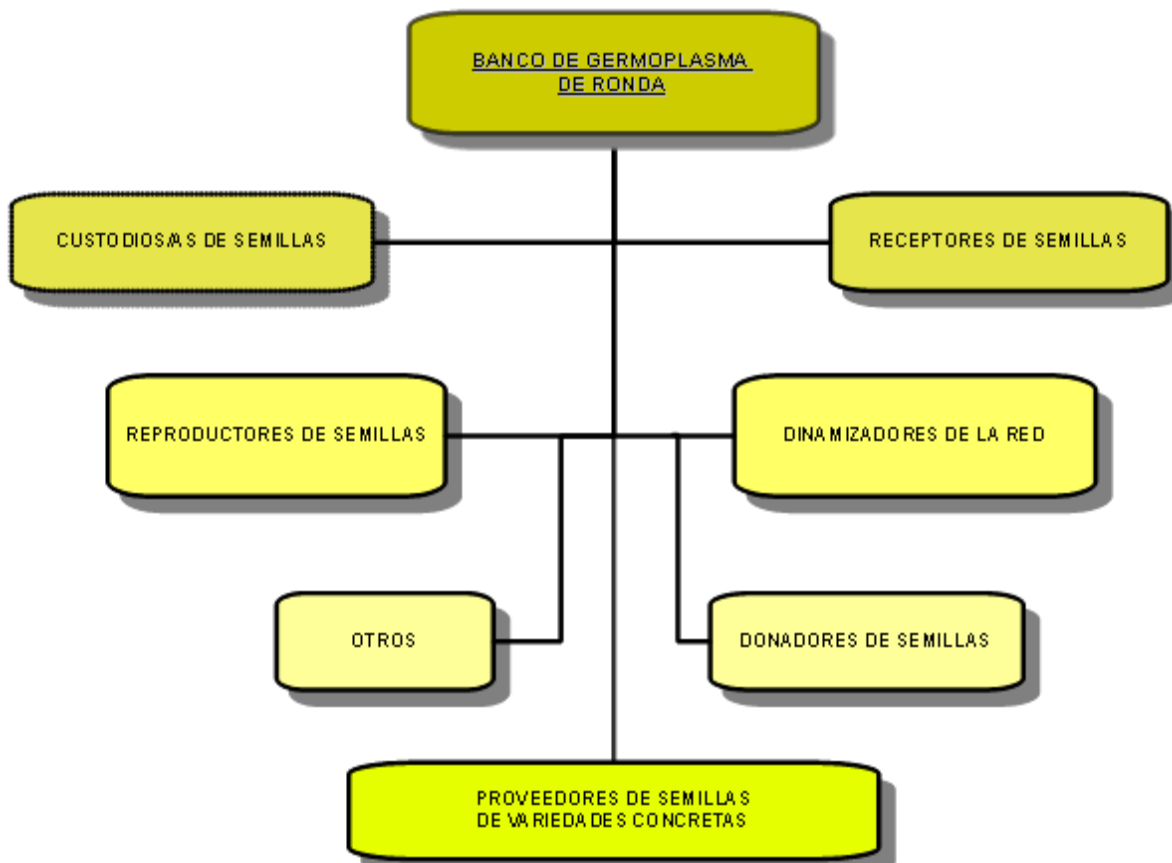 BANCO DE GERMOPLASMA
DE RONDA
CUSTODIOS/AS DE SEMILLAS
RECEPTORES DE SEMILLAS
REPRODUCTORES DE SEMILLAS
DINAMIZADORES DE LA RED
OTROS
DONADORES DE SEMILLAS
PROVEEDORES DE SEMILLAS
DE VARIEDADES CONCRETAS